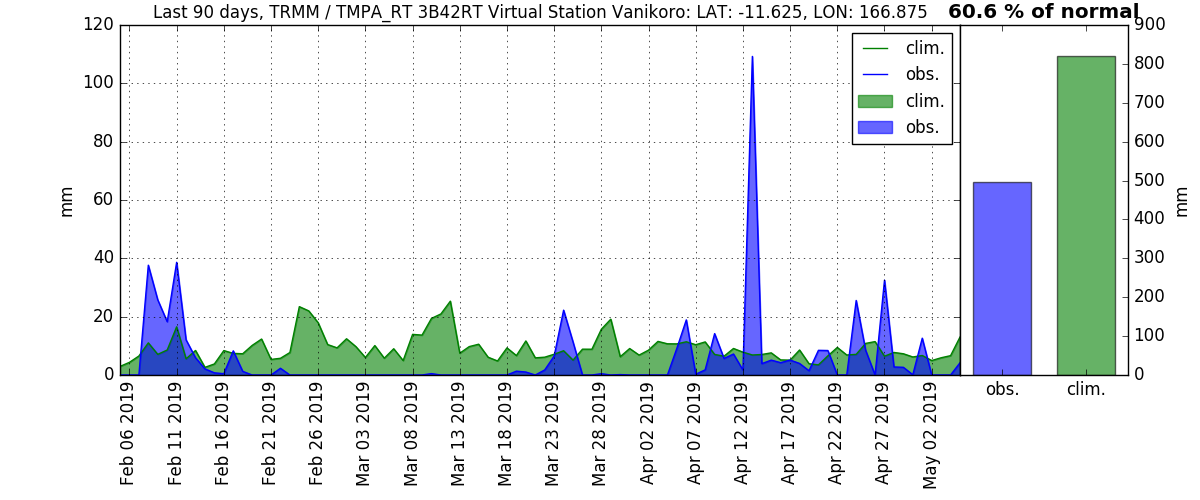 Last 90 days, TRMM / TMPA_RT 3B42RT Virtual Station Vanikoro: LAT: -11.625, LON: 166.875
60.6 % of normal
120
100
80
60
40
20
0
mm
clim.
obs.
clim.
obs.
Feb 06 2019
Feb 11 2019
Feb 16 2019
Feb 21 2019
Feb 26 2019
Mar 03 2019
Mar 08 2019
Mar 13 2019
Mar 18 2019
Mar 23 2019
Mar 28 2019
Apr 02 2019
Apr 07 2019
Apr 12 2019
Apr 17 2019
Apr 22 2019
Apr 27 2019
May 02 2019
900
800
700
600
500
400
300
200
100
0
mm
obs.
clim.